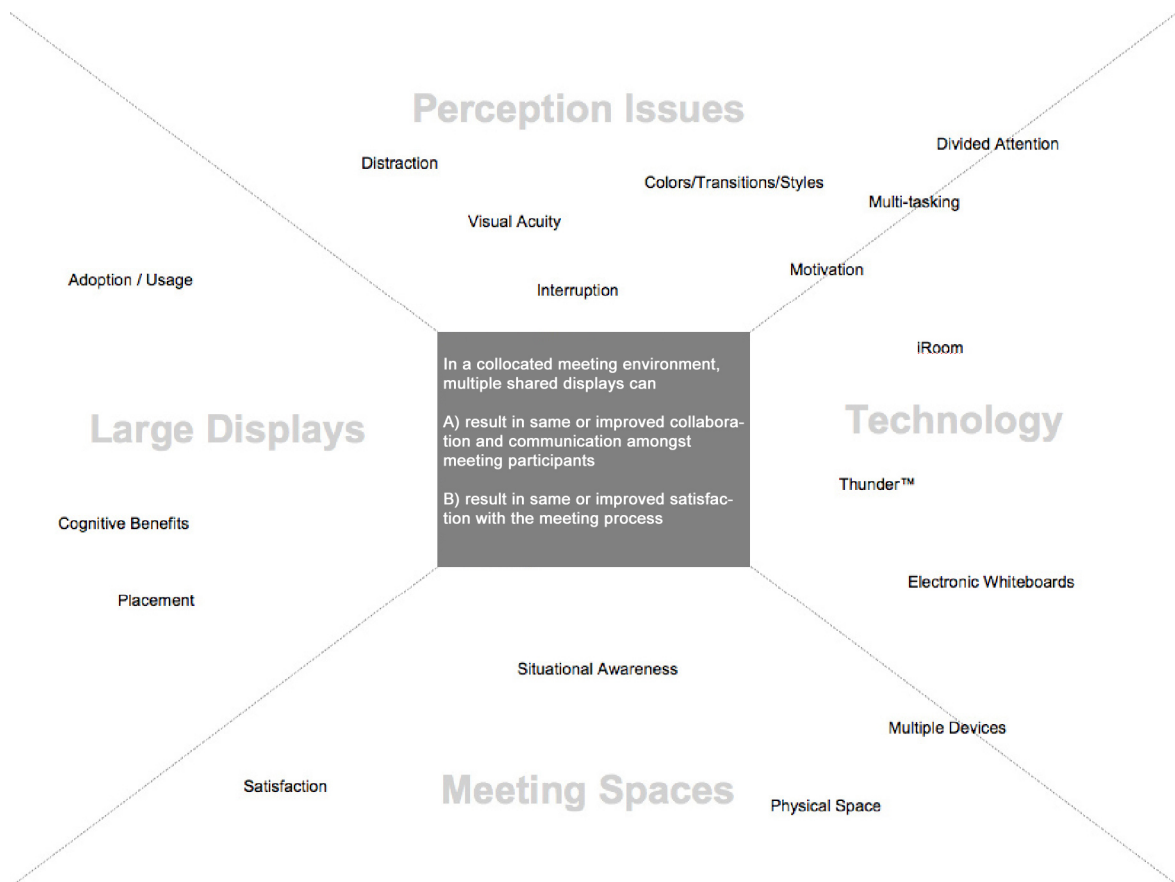 Perception Issues
Divided Attention
Distraction
Colors/Transitions/Styles
Multi-tasking
Visual Acuity
Motivation
Adoption / Usage
Interruption
iRoom
In a collocated meeting environment,
multiple shared displays can
A) result in same or improved collabora-
tion and communication amongst
meeting participants
B) result in same or improved satisfac-
tion with the meeting process
Large Displays
Technology
Thunder™
Cognitive Benefits
Electronic Whiteboards
Placement
Situational Awareness
Multiple Devices
Satisfaction
Meeting Spaces
Physical Space